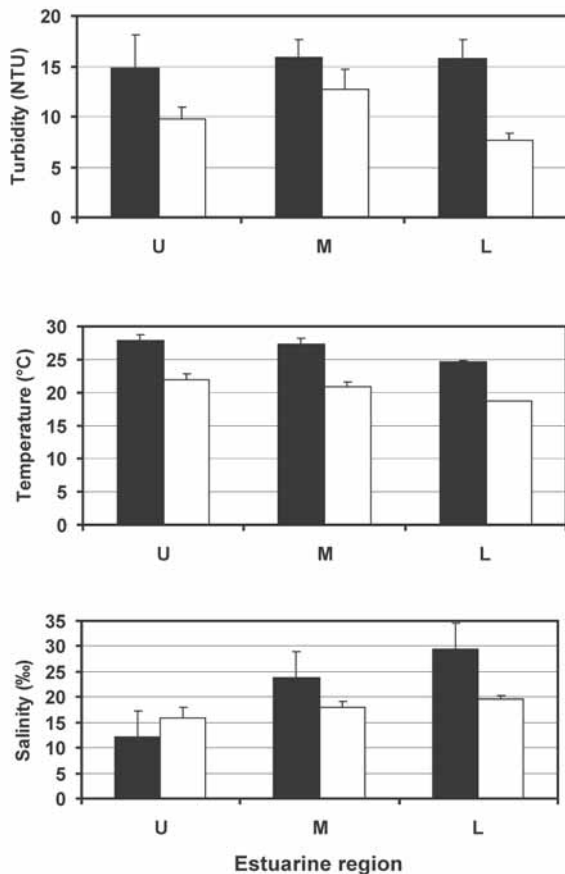 20
15
10
5
0
Turbidity (NTU)
U M L
30
25
20
15
10
5
0
Temperature (°C)
U M L
35
30
25
20
15
10
5
0
Salinity (‰)
U M L
Estuarine region